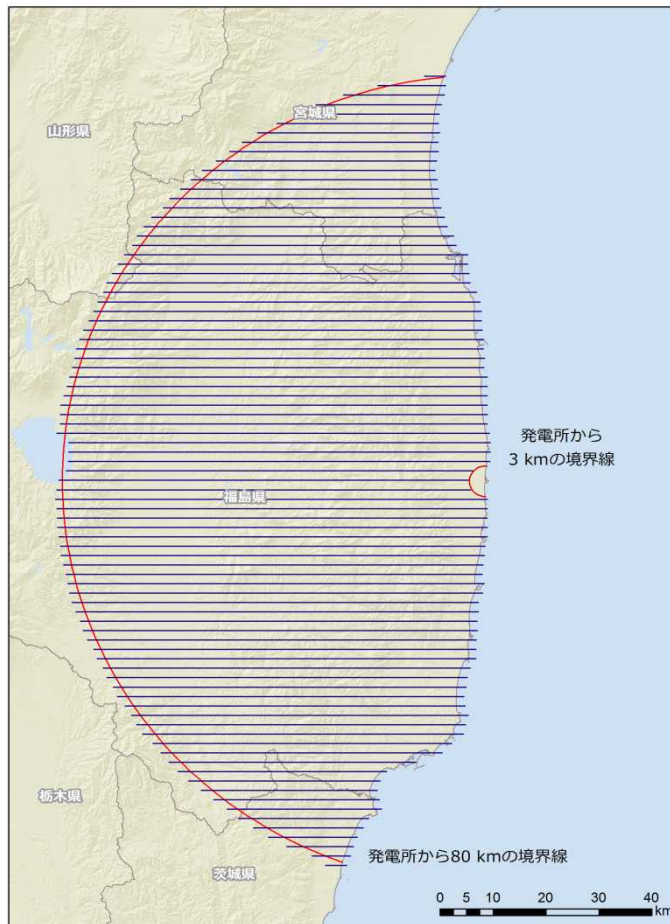 宮城県
山形県
発電所から
3 kmの境界線
福島県
栃木県
発電所から80 kmの境界線
茨城県
0 5 10 20 30 40
km